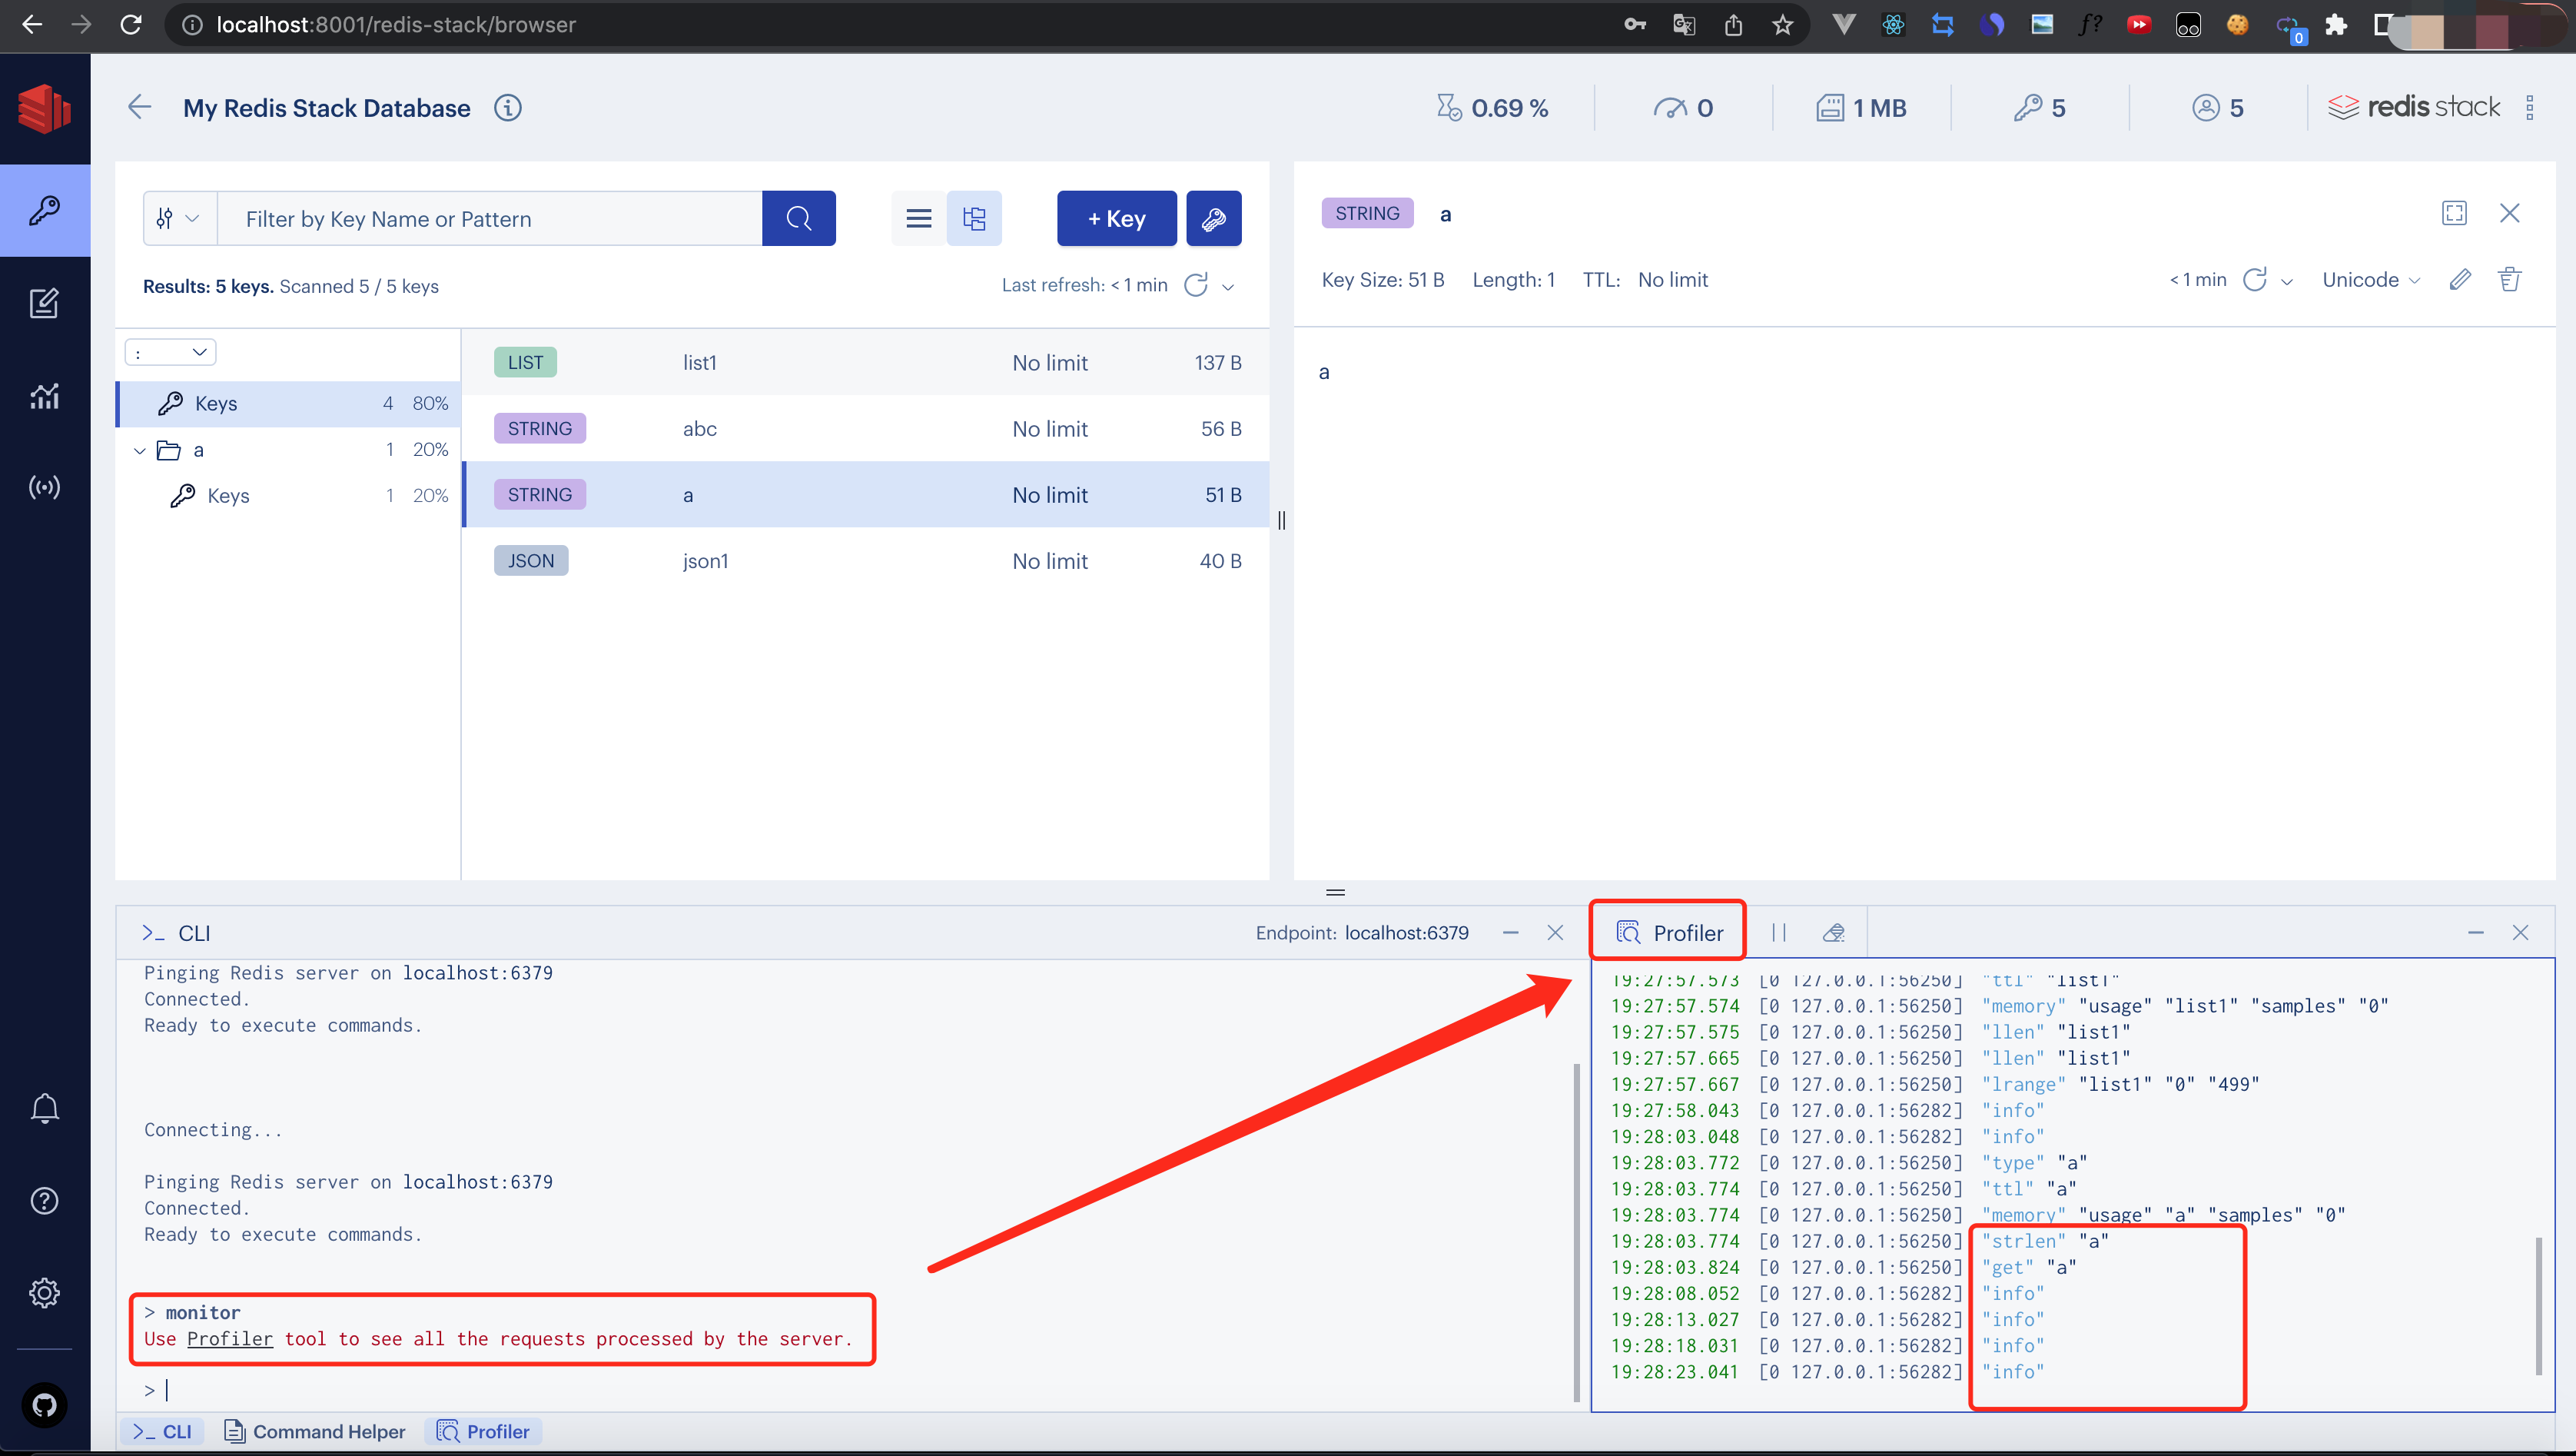 localhost:8001/redis-stack/browser
f?
0
My Redis Stack Database
0.69 %
0
1 MB
5
5
redis stack
Filter by Key Name or Pattern
+ Key
Results: 5 keys. Scanned 5 / 5 keys
Last refresh: < 1 min
:
Keys 4 80%
a 1 20%
Keys 1 20%
LIST list1 No limit 137 B
STRING abc No limit 56 B
STRING a No limit 51 B
JSON json1 No limit 40 B
STRING a
Key Size: 51 B Length: 1 TTL: No limit
< 1 min
Unicode
a
>_ CLI
Endpoint: localhost:6379
Pinging Redis server on localhost:6379
Connected.
Ready to execute commands.
Connecting...
Pinging Redis server on localhost:6379
Connected.
Ready to execute commands.
> monitor
Use Profiler tool to see all the requests processed by the server.
>
Profiler
19:27:57.573 [0 127.0.0.1:56250] "ttl" "list1"
19:27:57.574 [0 127.0.0.1:56250] "memory" "usage" "list1" "samples" "0"
19:27:57.575 [0 127.0.0.1:56250] "llen" "list1"
19:27:57.665 [0 127.0.0.1:56250] "llen" "list1"
19:27:57.667 [0 127.0.0.1:56250] "lrange" "list1" "0" "499"
19:27:58.043 [0 127.0.0.1:56282] "info"
19:28:03.048 [0 127.0.0.1:56282] "info"
19:28:03.772 [0 127.0.0.1:56250] "type" "a"
19:28:03.774 [0 127.0.0.1:56250] "ttl" "a"
19:28:03.774 [0 127.0.0.1:56250] "memory" "usage" "a" "samples" "0"
19:28:03.774 [0 127.0.0.1:56250] "strlen" "a"
19:28:03.824 [0 127.0.0.1:56250] "get" "a"
19:28:08.052 [0 127.0.0.1:56282] "info"
19:28:13.027 [0 127.0.0.1:56282] "info"
19:28:18.031 [0 127.0.0.1:56282] "info"
19:28:23.041 [0 127.0.0.1:56282] "info"
>_ CLI
Command Helper
Profiler